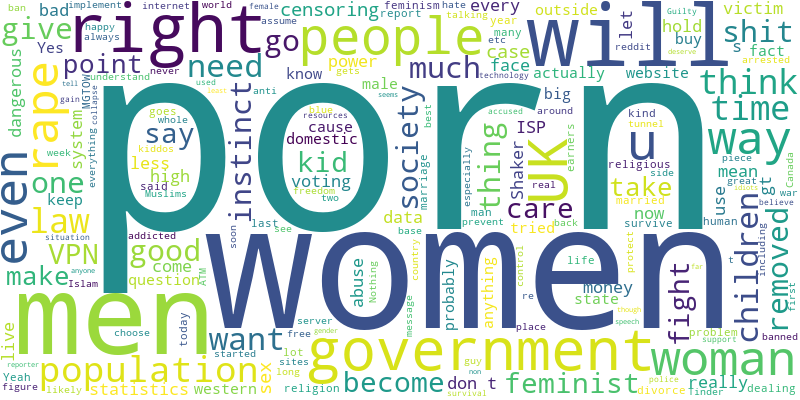 ban
implement
female
internet
world
happy
assume
always
Yes
bad
right
go
censoring
people
feminism
hate
report
talking
year
many
etc
reddit
every
will
outside
let
hold
buy
victim
shit
s
fact
Guilty
deserve
arrested
give
dangerous
rape
point
need
understand
never
technology
gets
much
know
power
male
case
face
actually
website
think
time
even
law
system
MGTOW
everything
collapse
tell
gain
used
insist
say
instinct
anti
cause
domestic
blue
resources
kid
voting
freedom
two
society
marriage
best
seems
especially
thing
Shaker
ISP
care
real
man
prevent
accused
big
around
UK
kind
tunnel
earners
u
take
now
married
religious
side
mean
use
human
way
piece
great
war
gt
idiots
Canada
believe
porn
one
keep
week
less
high
goes
whole
kiddos
said
Muslims
addicted
VPN
situation
anyone
make
Islam
live
good
come
question
ATM
soon
last
see
women
data
base
tried
back
survive
children
removed
including
first
banned
men
today
choose
want
server
started
free
gender
abuse
Nothing
country
message
probably
control
anything
re
place
life
money
state
protect
t
far
fight
problem
support
though
speech
woman
government
Yeah
figure
reporter
population
likely
statistics
western
sex
religion
lot
sites
long
become
guy
non
survival
don t
feminist
police
divorce
really
finder
dealing